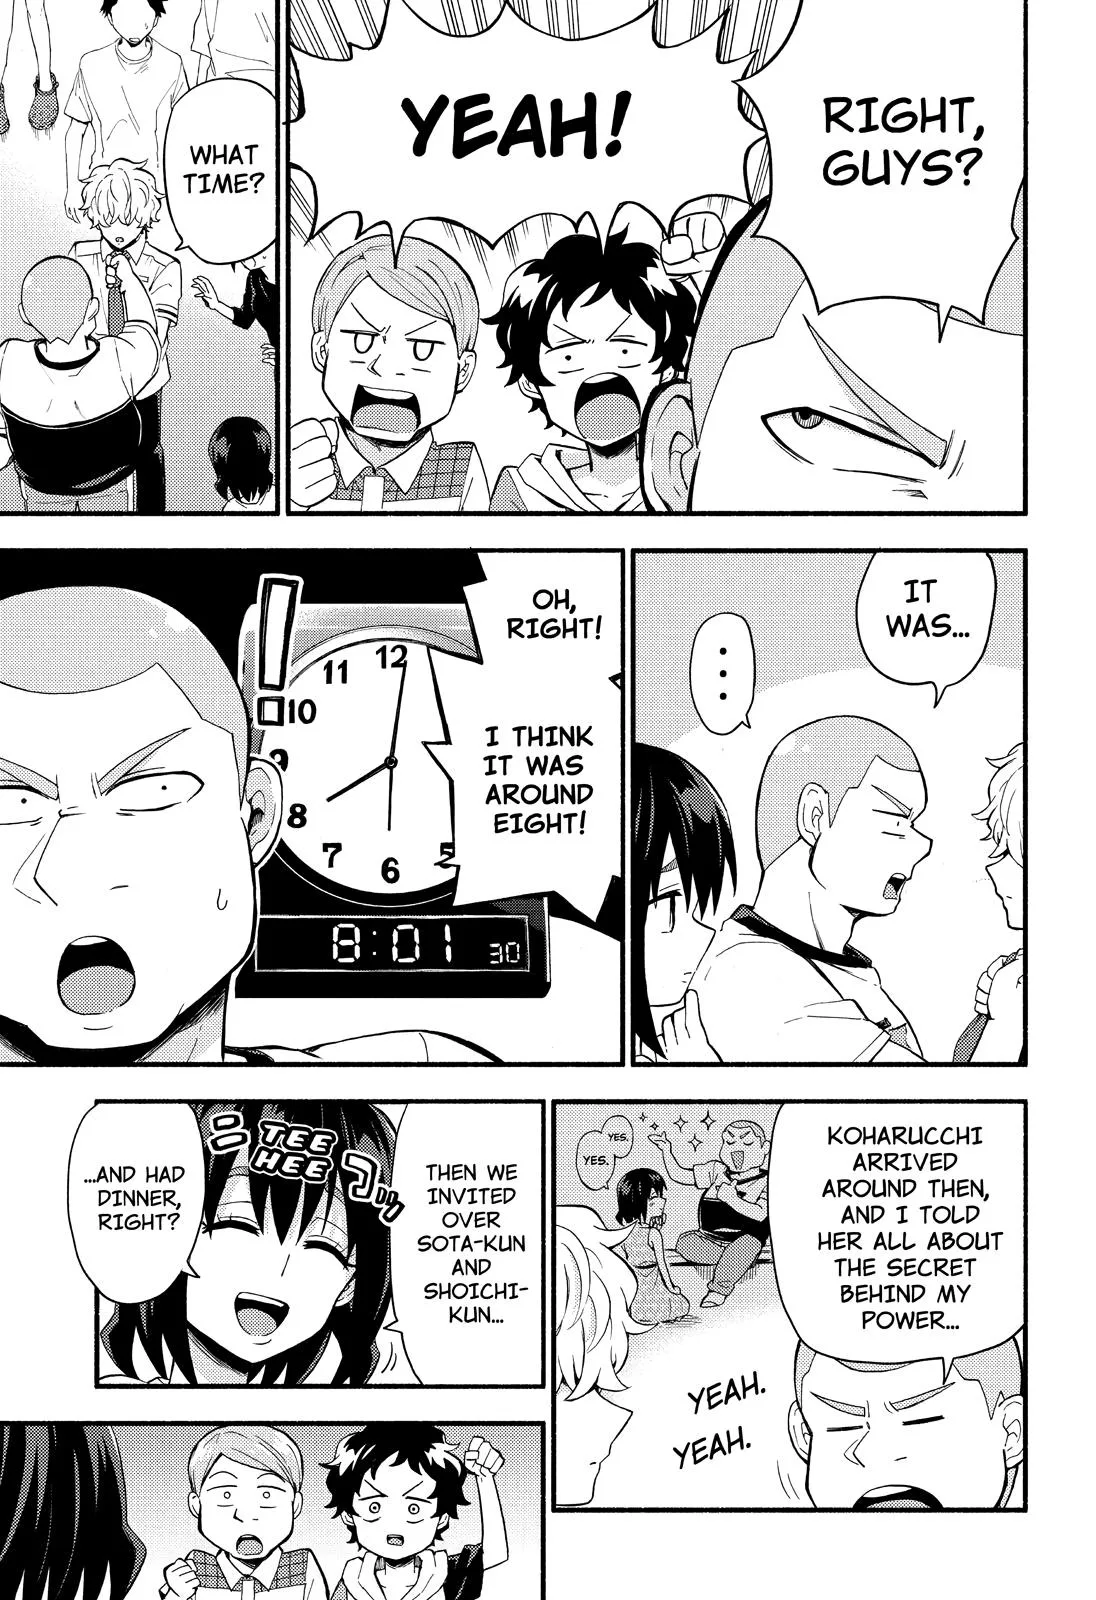 RIGHT,
GUYS?
YEAH!
WHAT
TIME?
IT
WAS...
...
OH,
RIGHT!
I THINK
IT WAS
AROUND
EIGHT!
11
12
10
9
8
7
6
5
8:01 30
KOHARUCCHI
ARRIVED
AROUND THEN,
AND I TOLD
HER ALL ABOUT
THE SECRET
BEHIND MY
POWER...
YES.
YES.
YEAH.
YEAH.
THEN WE
INVITED
OVER
SOTA-KUN
AND
SHOICHI-
KUN...
TEE
HEE
...AND HAD
DINNER,
RIGHT?